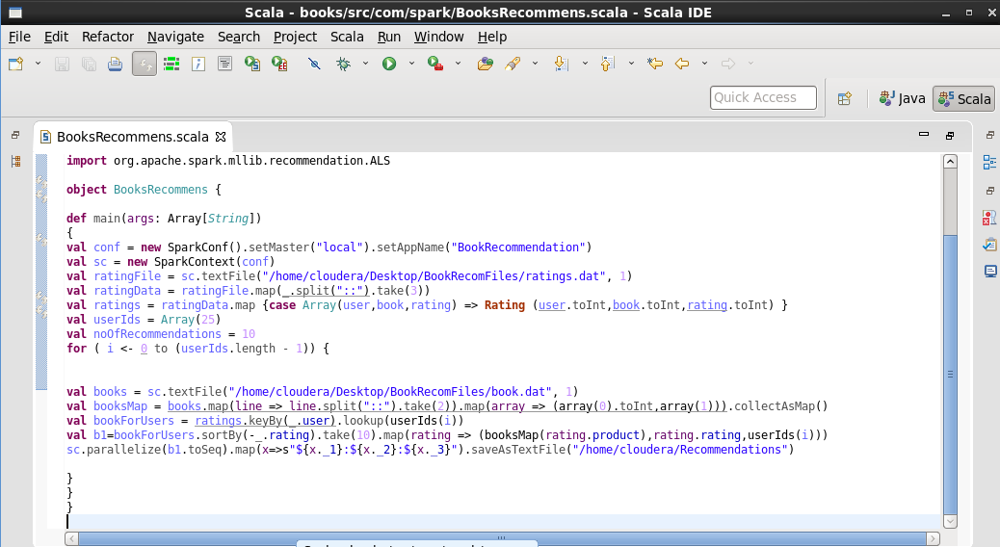 Scala - books/src/com/spark/BooksRecommens.scala - Scala IDE
File Edit Refactor Navigate Search Project Scala Run Window Help
Quick Access
Java
Scala
BooksRecommens.scala
import org.apache.spark.mllib.recommendation.ALS
object BooksRecommens {
def main(args: Array[String])
{
val conf = new SparkConf().setMaster("local").setAppName("BookRecommendation")
val sc = new SparkContext(conf)
val ratingFile = sc.textFile("/home/cloudera/Desktop/BookRecomFiles/ratings.dat", 1)
val ratingData = ratingFile.map(_.split("::").take(3))
val ratings = ratingData.map {case Array(user,book,rating) => Rating (user.toInt,book.toInt,rating.toInt) }
val userIds = Array(25)
val noOfRecommendations = 10
for ( i <- 0 to (userIds.length - 1)) {
val books = sc.textFile("/home/cloudera/Desktop/BookRecomFiles/book.dat", 1)
val booksMap = books.map(line => line.split("::").take(2)).map(array => (array(0).toInt,array(1))).collectAsMap()
val bookForUsers = ratings.keyBy(_.user).lookup(userIds(i))
val b1=bookForUsers.sortBy(-_.rating).take(10).map(rating => (booksMap(rating.product),rating.rating,userIds(i)))
sc.parallelize(b1.toSeq).map(x=>s"${x._1}:${x._2}:${x._3}").saveAsTextFile("/home/cloudera/Recommendations")
}
}
}